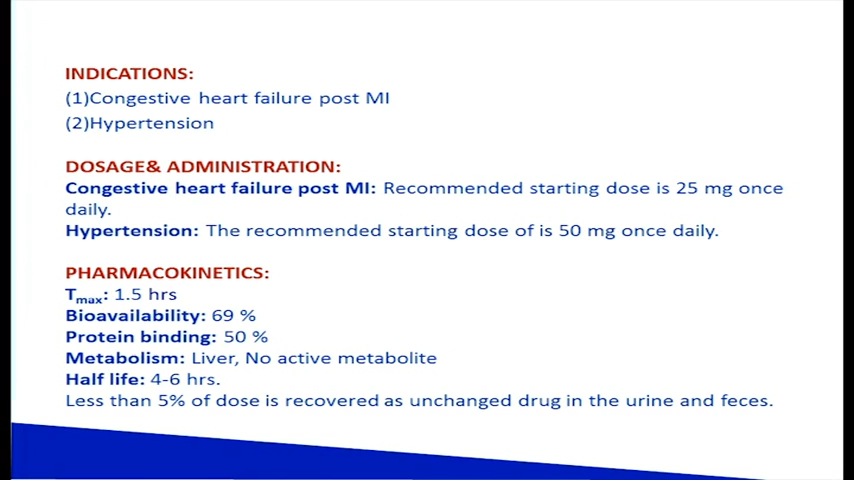 INDICATIONS:
(1)Congestive heart failure post MI
(2)Hypertension
DOSAGE& ADMINISTRATION:
Congestive heart failure post MI: Recommended starting dose is 25 mg once
daily.
Hypertension: The recommended starting dose of is 50 mg once daily.
PHARMACOKINETICS:
Tmax: 1.5 hrs
Bioavailability: 69 %
Protein binding: 50 %
Metabolism: Liver, No active metabolite
Half life: 4-6 hrs.
Less than 5% of dose is recovered as unchanged drug in the urine and feces.